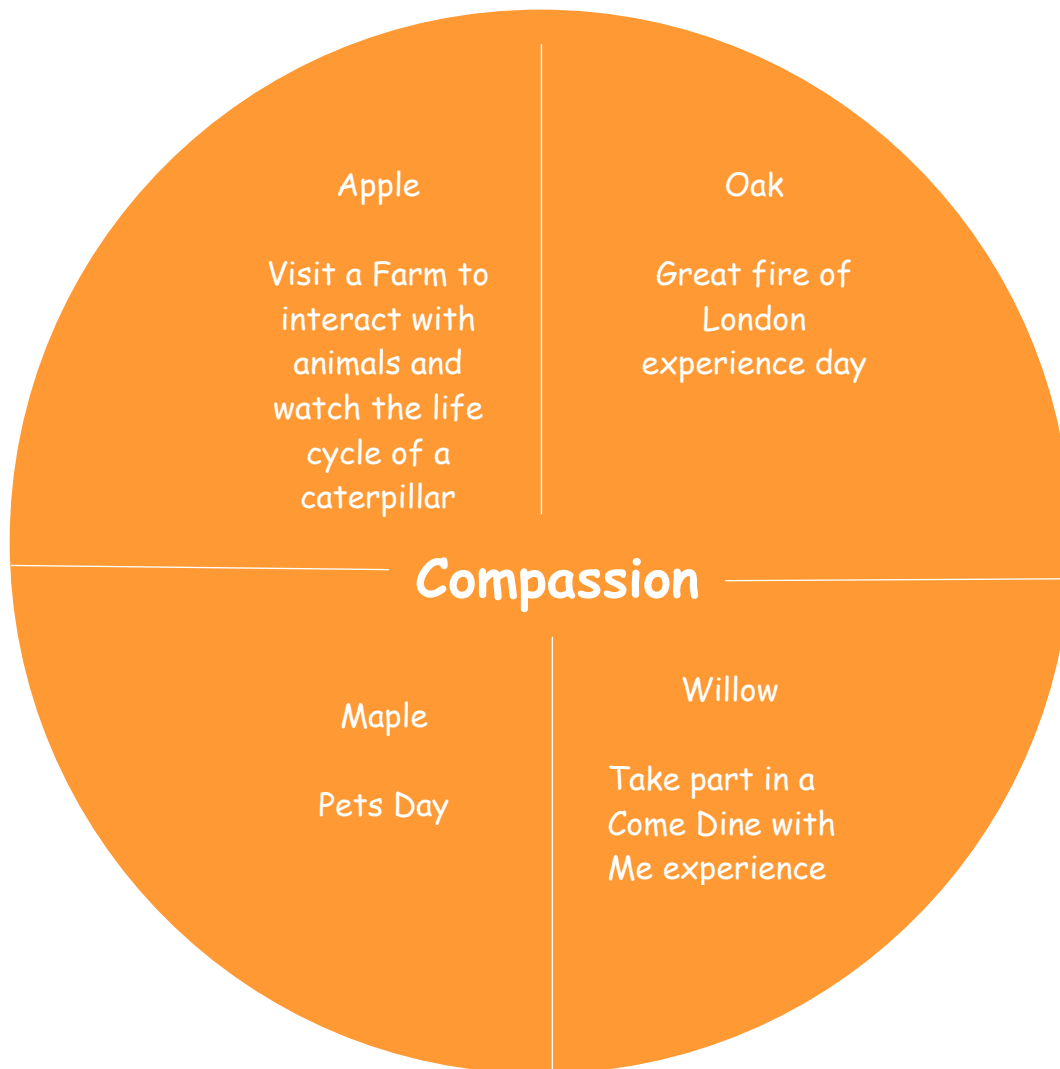 Apple
Visit a Farm to
interact with
animals and
watch the life
cycle of a
caterpillar
Oak
Great fire of
London
experience day
Compassion
Maple
Pets Day
Willow
Take part in a
Come Dine with
Me experience